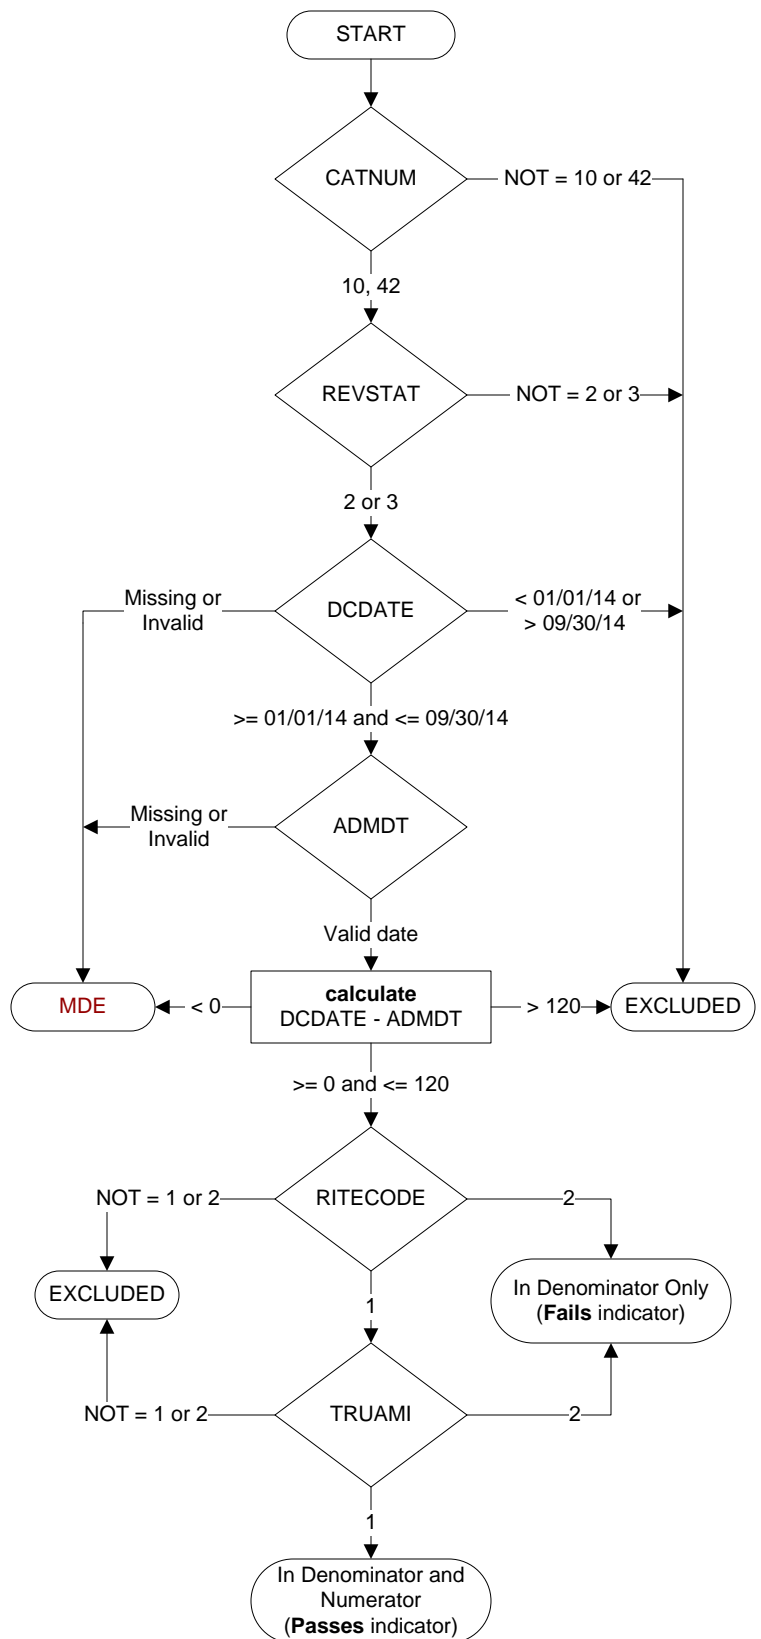 START
CATNUM
NOT = 10 or 42
10, 42
REVSTAT
NOT = 2 or 3
2 or 3
Missing or
Invalid
DCDATE
< 01/01/14 or
> 09/30/14
>= 01/01/14 and <= 09/30/14
Missing or
Invalid
ADMDT
Valid date
MDE
< 0
calculate
DCDATE - ADMDT
> 120
EXCLUDED
>= 0 and <= 120
NOT = 1 or 2
RITECODE
2
EXCLUDED
In Denominator Only
(Fails indicator)
1
NOT = 1 or 2
TRUAMI
2
1
In Denominator and
Numerator
(Passes indicator)